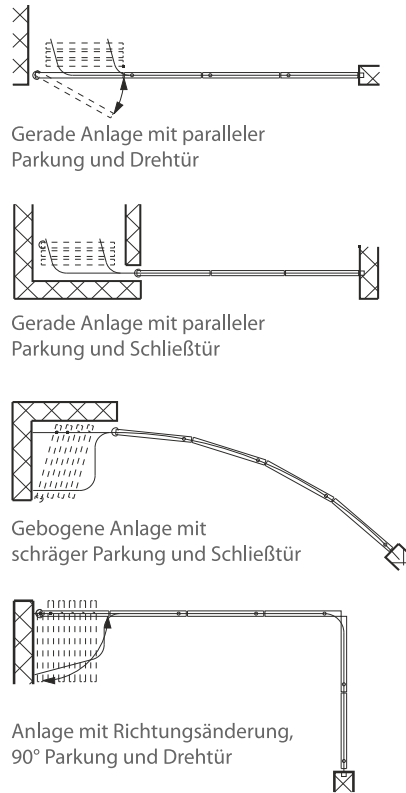 Gerade Anlage mit paralleler
Parkung und Drehtür
Gerade Anlage mit paralleler
Parkung und Schließtür
Gebogene Anlage mit
schräger Parkung und Schließtür
Anlage mit Richtungsänderung,
90° Parkung und Drehtür